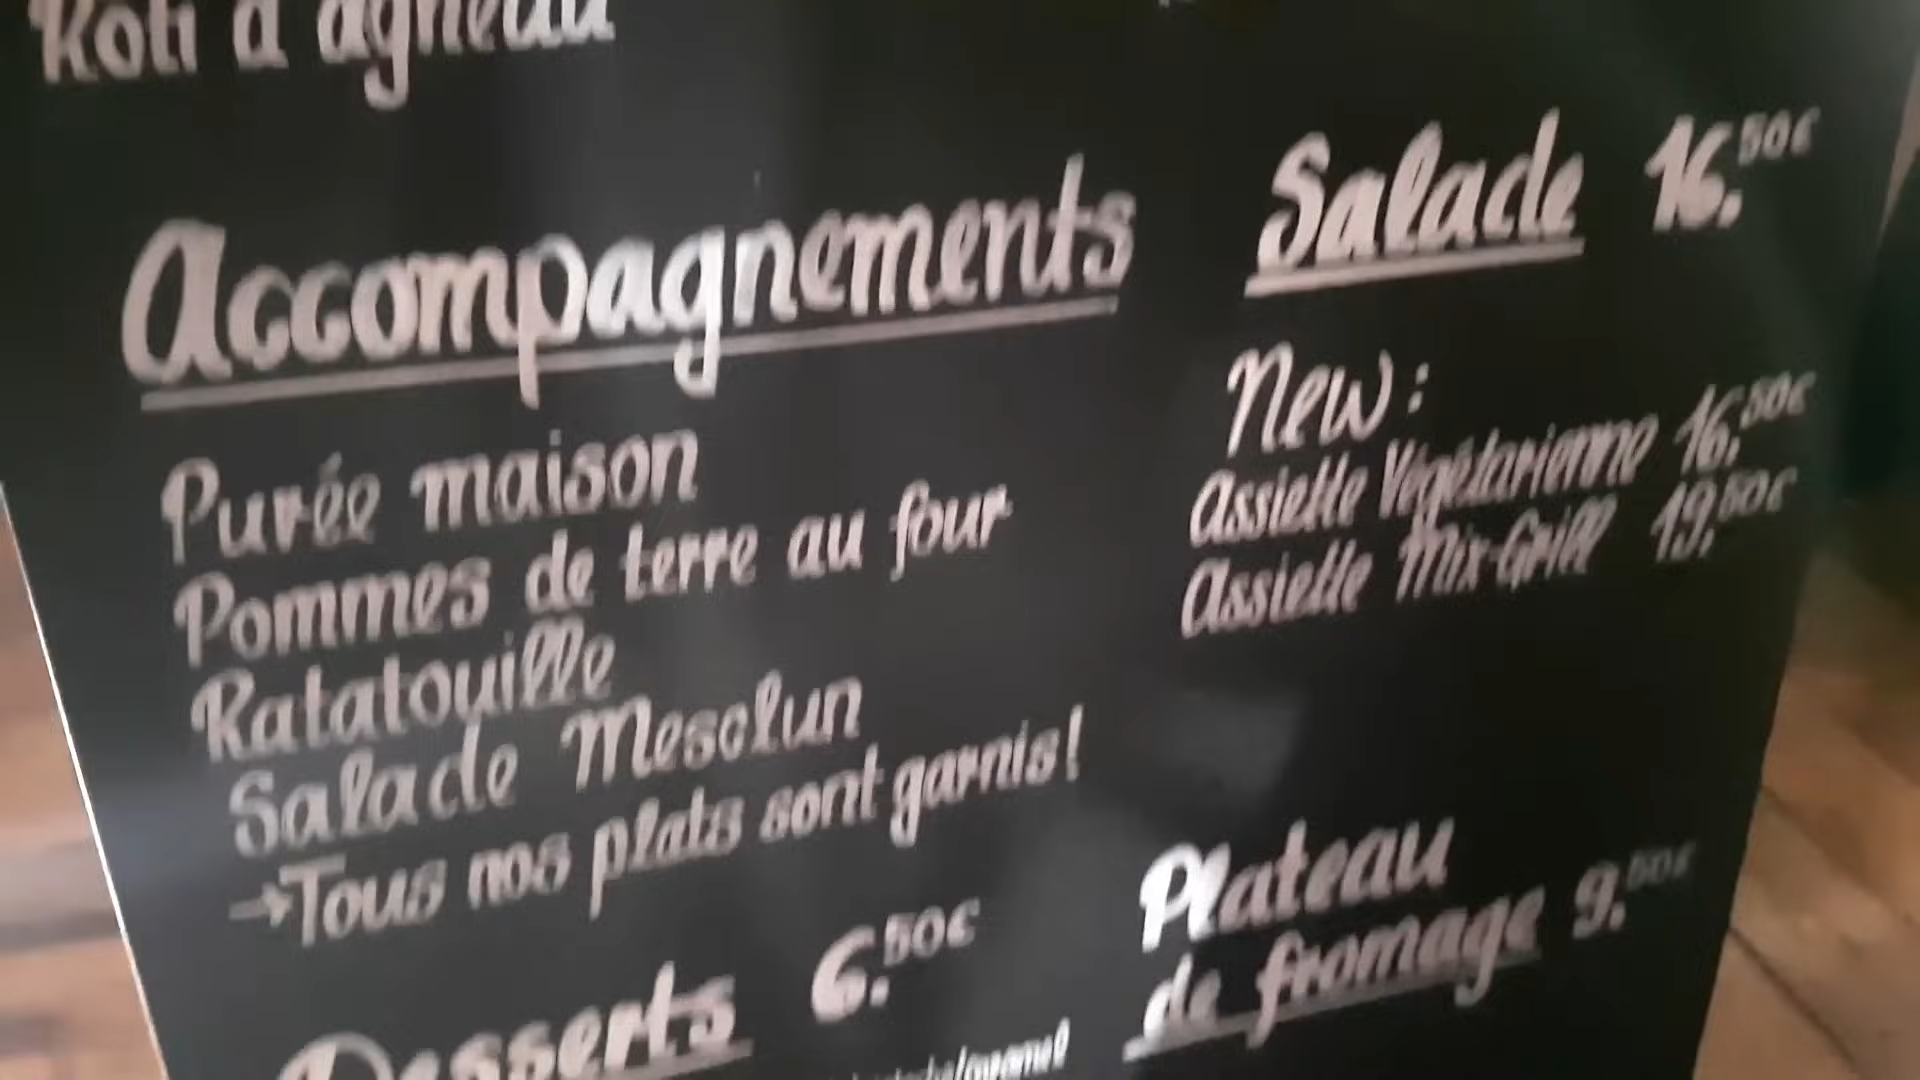 Roti d'agneau
Accompagnements
Purée maison
Pommes de terre au four
Ratatouille
Salade Mesclun
→Tous nos plats sont garnis!
Desserts 6.50€
Salade 16.50€
New:
Assiette Végétarienne 16.50€
Assiette Mix-Grill 19.50€
Plateau
de fromage 9.50€